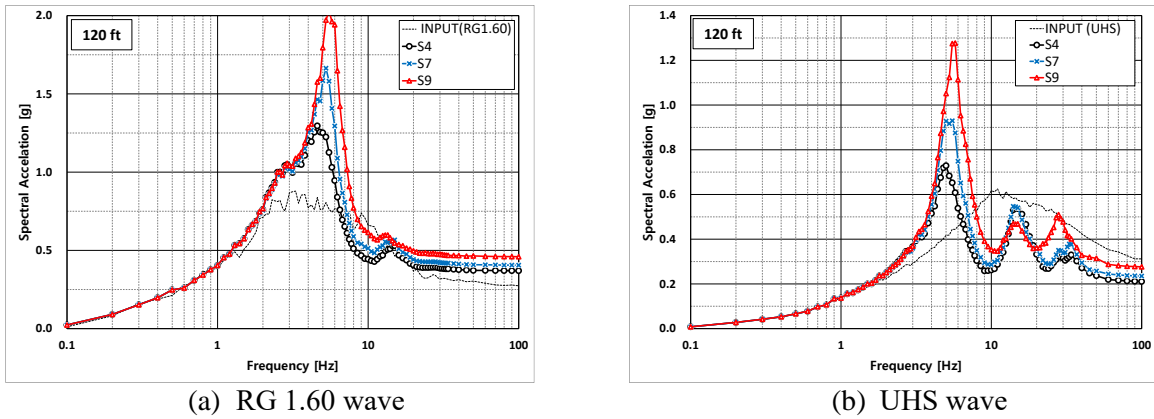 120 ft
INPUT(RG1.60)
S4
S7
S9
Spectral Accelation [g]
2.0
1.5
1.0
0.5
0.0
0.1 1 10 100
Frequency [Hz]
(a) RG 1.60 wave
120 ft
INPUT (UHS)
S4
S7
S9
Spectral Accelation [g]
1.4
1.2
1.0
0.8
0.6
0.4
0.2
0.0
0.1 1 10 100
Frequency [Hz]
(b) UHS wave